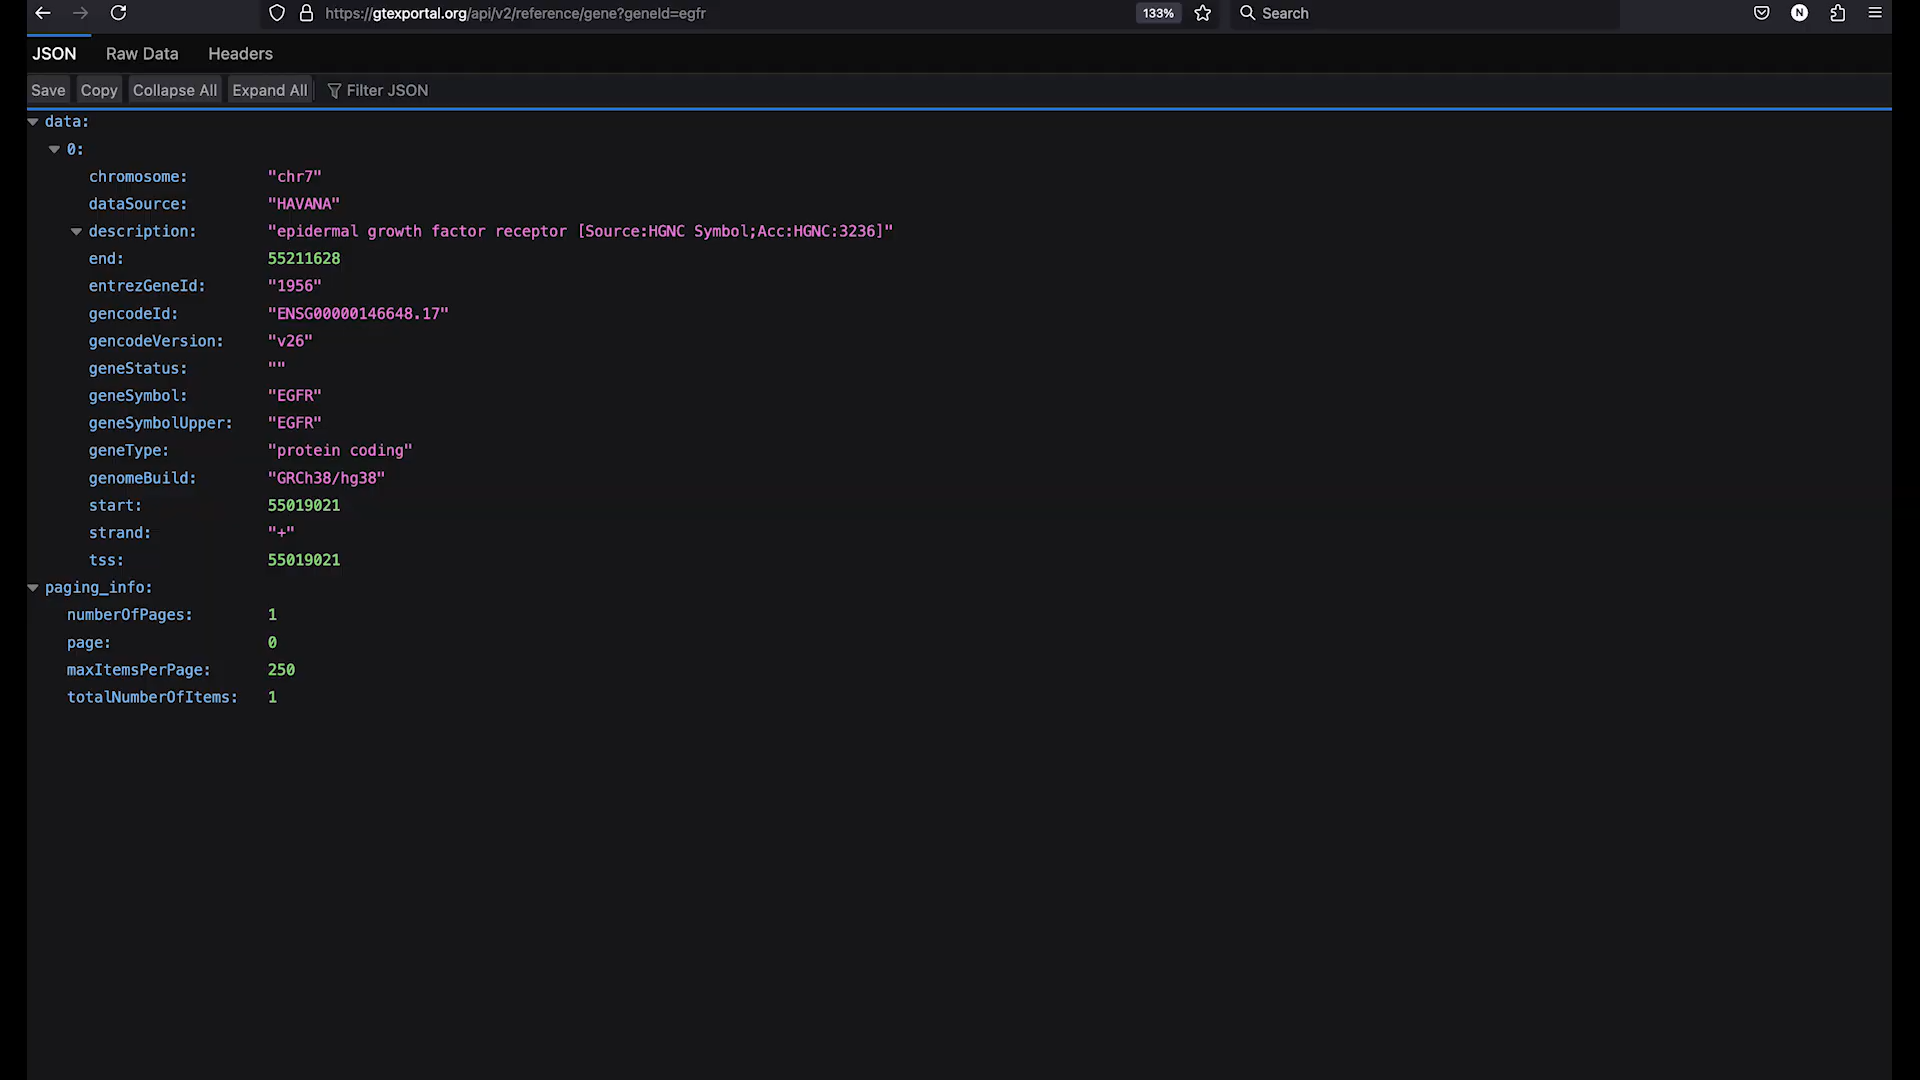 https://gtexportal.org/api/v2/reference/gene?geneId=egfr 133% Search N
JSON Raw Data Headers
Save Copy Collapse All Expand All Filter JSON
data:
0:
chromosome: "chr7"
dataSource: "HAVANA"
description: "epidermal growth factor receptor [Source:HGNC Symbol;Acc:HGNC:3236]"
end: 55211628
entrezGeneId: "1956"
gencodeId: "ENSG00000146648.17"
gencodeVersion: "v26"
geneStatus: ""
geneSymbol: "EGFR"
geneSymbolUpper: "EGFR"
geneType: "protein coding"
genomeBuild: "GRCh38/hg38"
start: 55019021
strand: "+"
tss: 55019021
paging_info:
numberOfPages: 1
page: 0
maxItemsPerPage: 250
totalNumberOfItems: 1